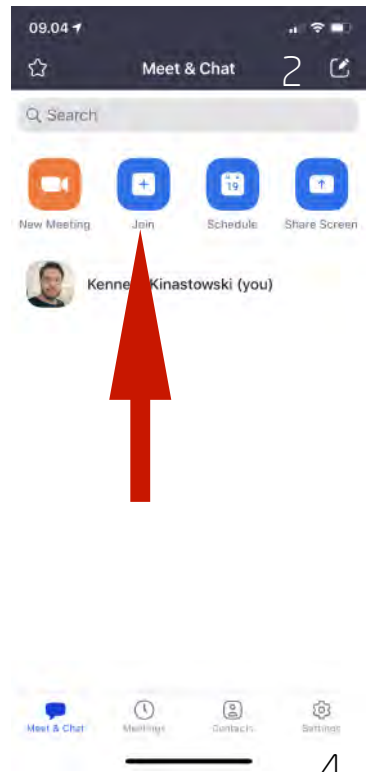 09.04
Meet & Chat
2
Search
19
New Meeting
Join
Schedule
Share Screen
Kinastowski (you)
Meet & Chat
Meetings
Contacts
Settings